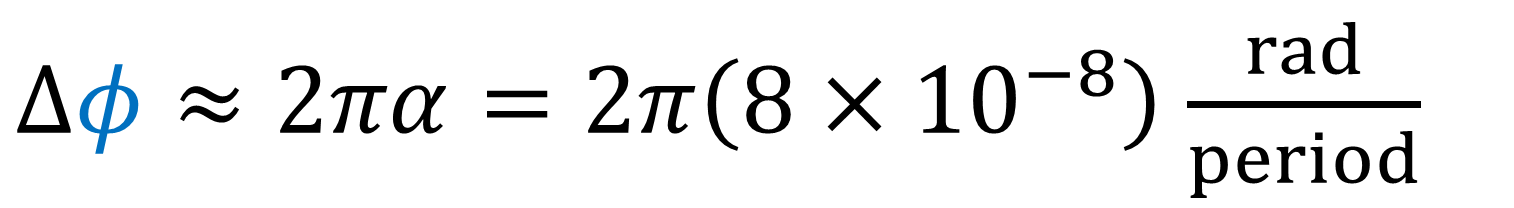 Δϕ ≈ 2πα = 2π(8 × 10⁻⁸) rad/period